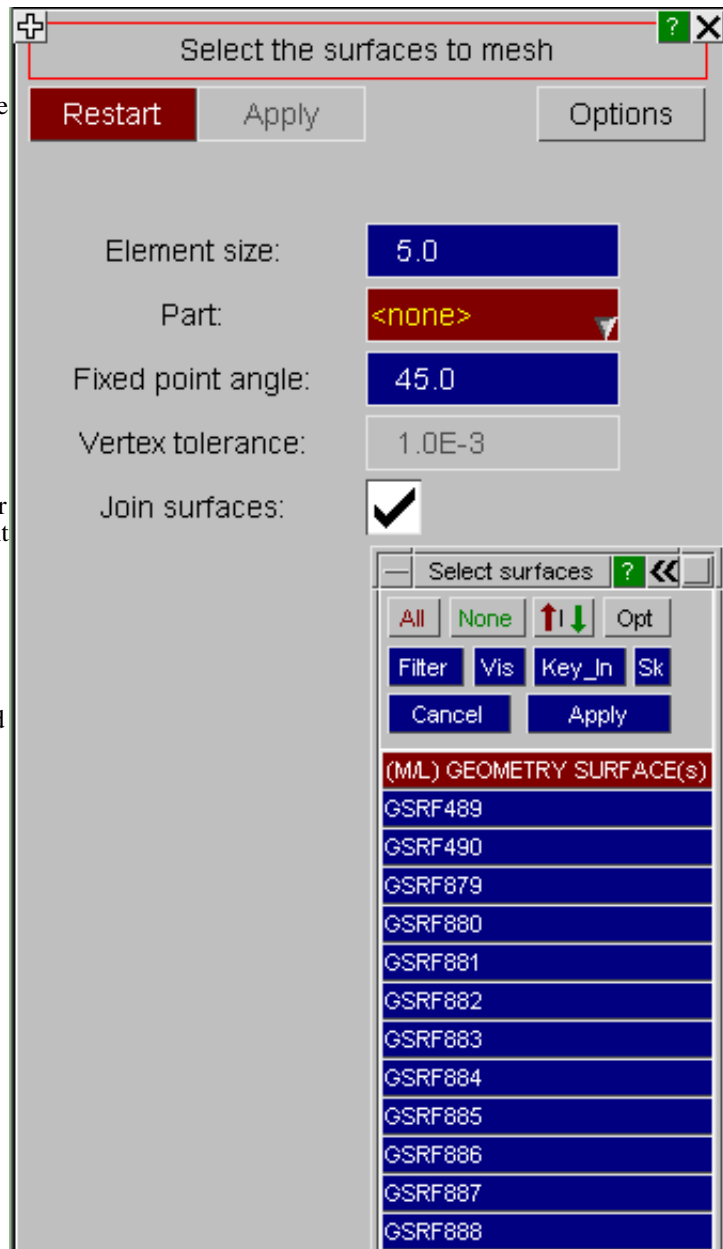 Select the surfaces to mesh
?
Restart Apply Options
Element size: 5.0
Part: <none>
Fixed point angle: 45.0
Vertex tolerance: 1.0E-3
Join surfaces:
Select surfaces ?
All None Opt
Filter Vis Key_In Sk
Cancel Apply
(M/L) GEOMETRY SURFACE(s)
GSRF489
GSRF490
GSRF879
GSRF880
GSRF881
GSRF882
GSRF883
GSRF884
GSRF885
GSRF886
GSRF887
GSRF888